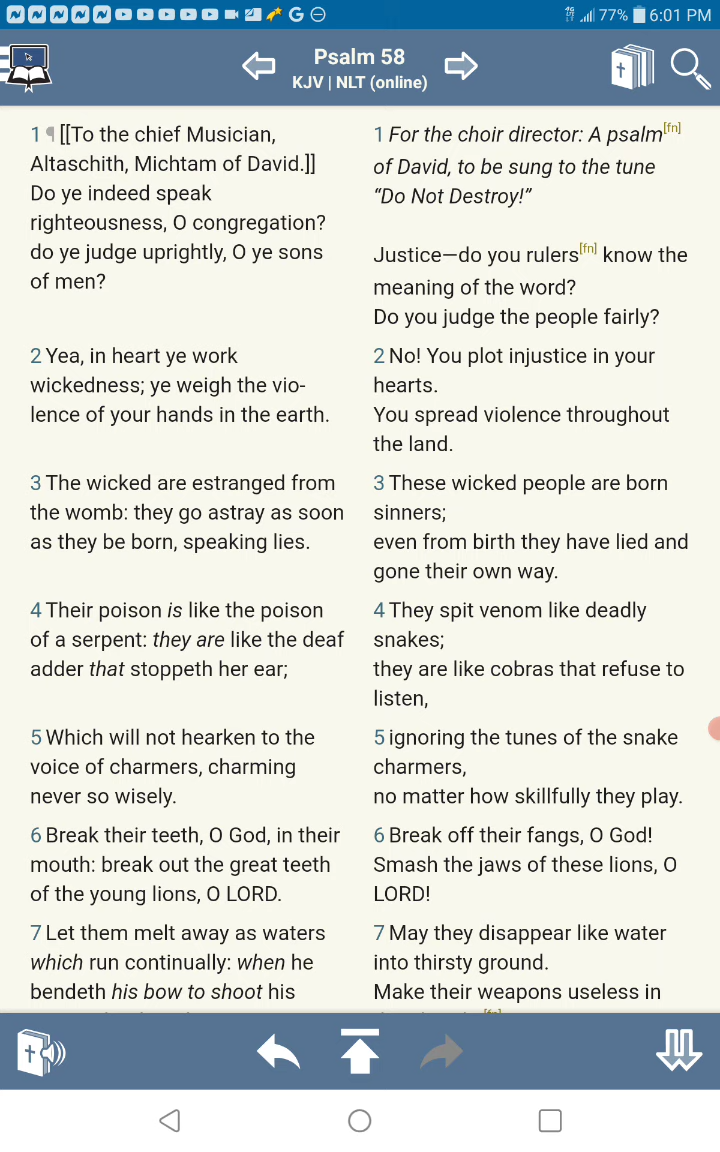 77% 6:01 PM
Psalm 58
KJV | NLT (online)
1 ¶ [[To the chief Musician,
Altaschith, Michtam of David.]]
Do ye indeed speak
righteousness, O congregation?
do ye judge uprightly, O ye sons
of men?
1 For the choir director: A psalm[fn]
of David, to be sung to the tune
“Do Not Destroy!”
Justice—do you rulers[fn] know the
meaning of the word?
Do you judge the people fairly?
2 Yea, in heart ye work
wickedness; ye weigh the vio-
lence of your hands in the earth.
2 No! You plot injustice in your
hearts.
You spread violence throughout
the land.
3 The wicked are estranged from
the womb: they go astray as soon
as they be born, speaking lies.
3 These wicked people are born
sinners;
even from birth they have lied and
gone their own way.
4 Their poison is like the poison
of a serpent: they are like the deaf
adder that stoppeth her ear;
4 They spit venom like deadly
snakes;
they are like cobras that refuse to
listen,
5 Which will not hearken to the
voice of charmers, charming
never so wisely.
5 ignoring the tunes of the snake
charmers,
no matter how skillfully they play.
6 Break their teeth, O God, in their
mouth: break out the great teeth
of the young lions, O LORD.
6 Break off their fangs, O God!
Smash the jaws of these lions, O
LORD!
7 Let them melt away as waters
which run continually: when he
bendeth his bow to shoot his
7 May they disappear like water
into thirsty ground.
Make their weapons useless in
[fn]